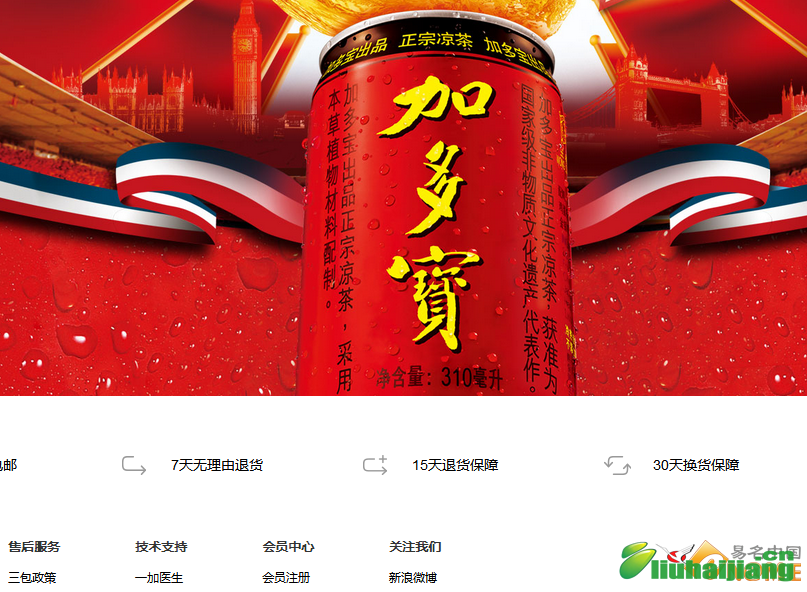 加多宝出品 正宗凉茶 加多宝出品
加多寶
加多宝出品正宗凉茶，采用
本草植物材料配制。
加多宝出品正宗凉茶，获准为
国家级非物质文化遗产代表作。
净含量：310毫升
邮
7天无理由退货
15天退货保障
30天换货保障
售后服务
技术支持
会员中心
关注我们
三包政策
一加医生
会员注册
新浪微博
易名中国
liuhaijiang.cn